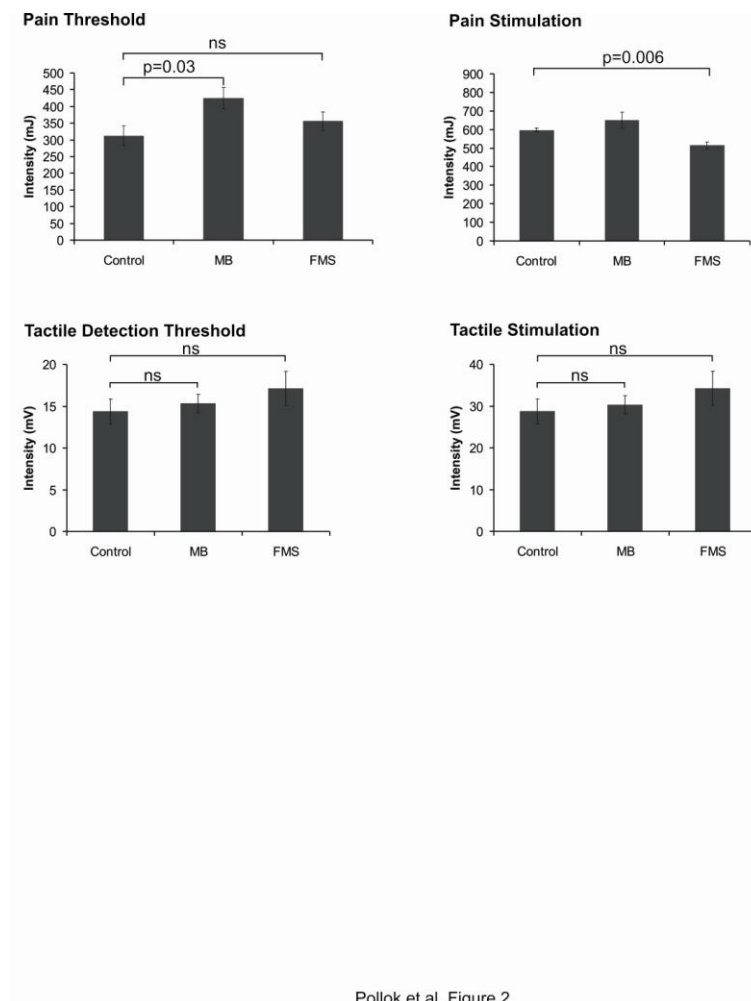 Pain Threshold
ns
p=0.03
Intensity (mJ)
500
450
400
350
300
250
200
150
100
50
0
Control MB FMS
Pain Stimulation
p=0.006
Intensity (mJ)
900
800
700
600
500
400
300
200
100
0
Control MB FMS
Tactile Detection Threshold
ns
ns
Intensity (mV)
20
15
10
5
0
Control MB FMS
Tactile Stimulation
ns
ns
Intensity (mV)
40
30
20
10
0
Control MB FMS
Pollok et al. Figure 2